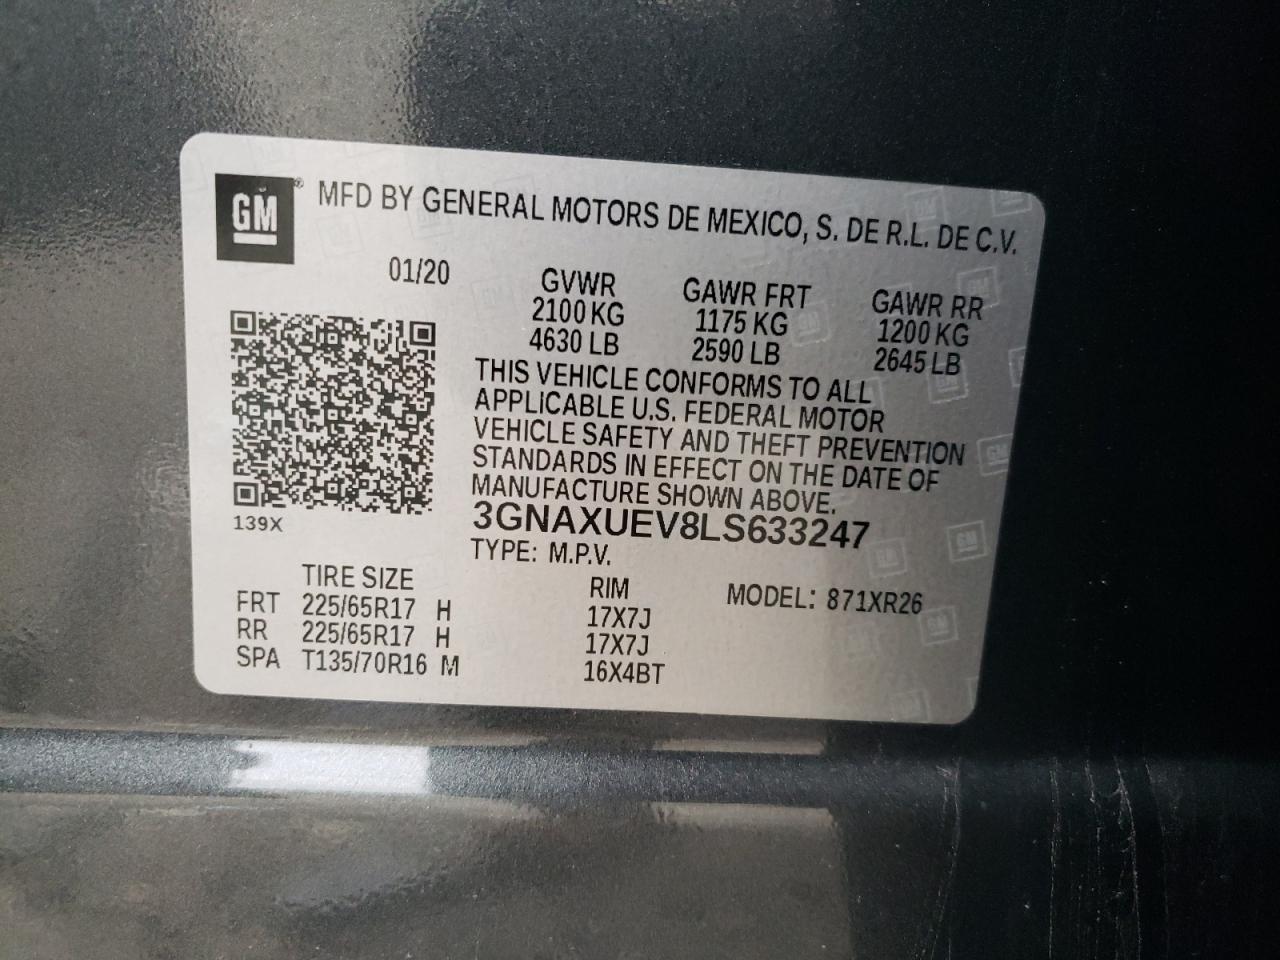 GM® MFD BY GENERAL MOTORS DE MEXICO, S. DE R.L. DE C.V.
01/20 GVWR GAWR FRT GAWR RR
2100 KG 1175 KG 1200 KG
4630 LB 2590 LB 2645 LB
THIS VEHICLE CONFORMS TO ALL
APPLICABLE U.S. FEDERAL MOTOR
VEHICLE SAFETY AND THEFT PREVENTION
STANDARDS IN EFFECT ON THE DATE OF
MANUFACTURE SHOWN ABOVE.
139X
3GNAXUEV8LS633247
TYPE: M.P.V.
TIRE SIZE RIM MODEL: 871XR26
FRT 225/65R17 H 17X7J
RR 225/65R17 H 17X7J
SPA T135/70R16 M 16X4BT